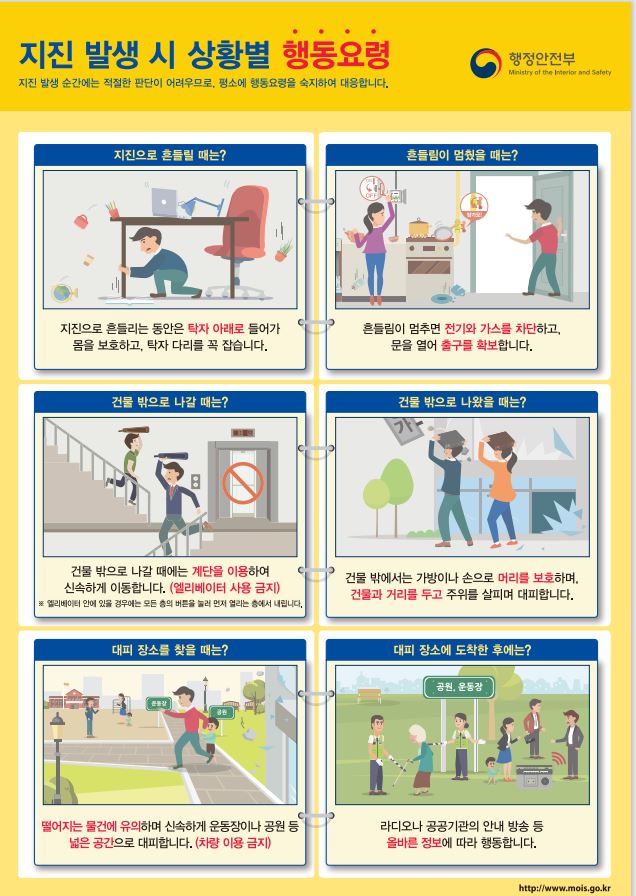 지진 발생 시 상황별 행동요령
지진 발생 순간에는 적절한 판단이 어려우므로, 평소에 행동요령을 숙지하여 대응합니다.
행정안전부
Ministry of the Interior and Safety
지진으로 흔들릴 때는?
지진으로 흔들리는 동안은 탁자 아래로 들어가
몸을 보호하고, 탁자 다리를 꼭 잡습니다.
흔들림이 멈췄을 때는?
OFF
잠가요!
흔들림이 멈추면 전기와 가스를 차단하고,
문을 열어 출구를 확보합니다.
건물 밖으로 나갈 때는?
건물 밖으로 나갈 때에는 계단을 이용하여
신속하게 이동합니다. (엘리베이터 사용 금지)
※ 엘리베이터 안에 있을 경우에는 모든 층의 버튼을 눌러 먼저 열리는 층에서 내립니다.
건물 밖으로 나왔을 때는?
가
건물 밖에서는 가방이나 손으로 머리를 보호하며,
건물과 거리를 두고 주위를 살피며 대피합니다.
대피 장소를 찾을 때는?
운동장
공원
떨어지는 물건에 유의하며 신속하게 운동장이나 공원 등
넓은 공간으로 대피합니다. (차량 이용 금지)
대피 장소에 도착한 후에는?
공원, 운동장
라디오나 공공기관의 안내 방송 등
올바른 정보에 따라 행동합니다.
http://www.mois.go.kr